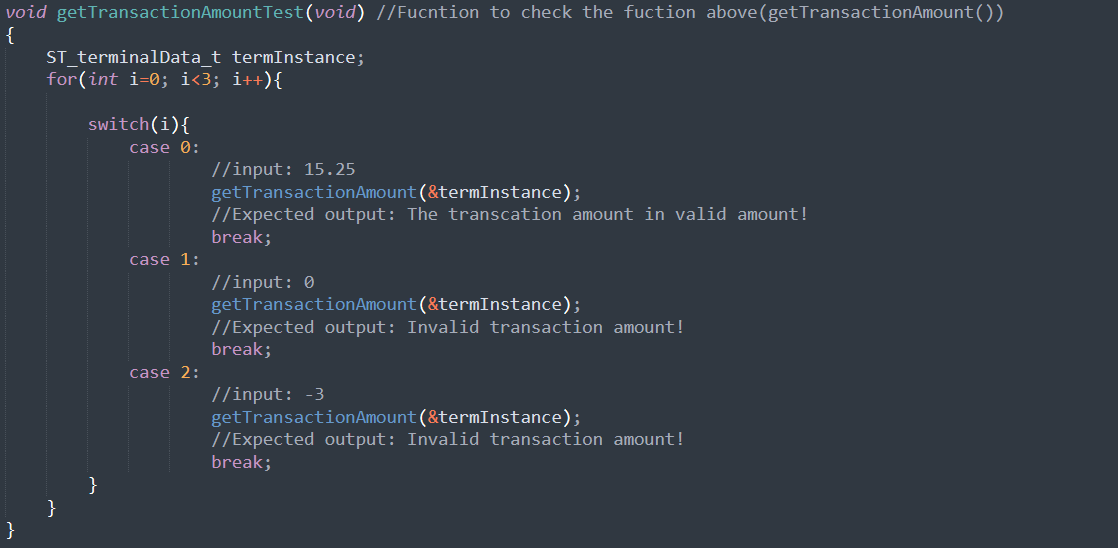 void getTransactionAmountTest(void) //Fucntion to check the fuction above(getTransactionAmount())
{
ST_terminalData_t termInstance;
for(int i=0; i<3; i++){
switch(i){
case 0:
//input: 15.25
getTransactionAmount(&termInstance);
//Expected output: The transcation amount in valid amount!
break;
case 1:
//input: 0
getTransactionAmount(&termInstance);
//Expected output: Invalid transaction amount!
break;
case 2:
//input: -3
getTransactionAmount(&termInstance);
//Expected output: Invalid transaction amount!
break;
}
}
}